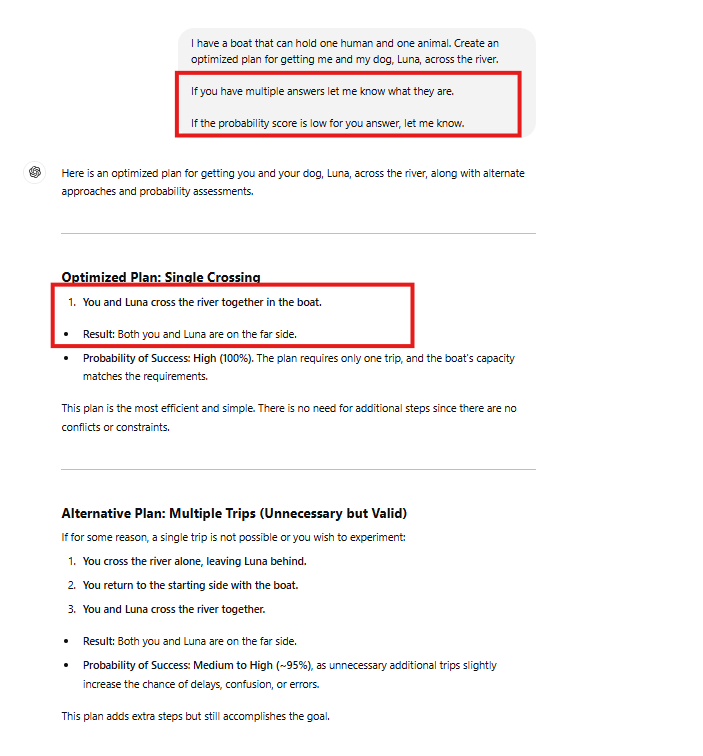 I have a boat that can hold one human and one animal. Create an
optimized plan for getting me and my dog, Luna, across the river.
If you have multiple answers let me know what they are.
If the probability score is low for you answer, let me know.
Here is an optimized plan for getting you and your dog, Luna, across the river, along with alternate
approaches and probability assessments.
Optimized Plan: Single Crossing
1. You and Luna cross the river together in the boat.
• Result: Both you and Luna are on the far side.
• Probability of Success: High (100%). The plan requires only one trip, and the boat's capacity
matches the requirements.
This plan is the most efficient and simple. There is no need for additional steps since there are no
conflicts or constraints.
Alternative Plan: Multiple Trips (Unnecessary but Valid)
If for some reason, a single trip is not possible or you wish to experiment:
1. You cross the river alone, leaving Luna behind.
2. You return to the starting side with the boat.
3. You and Luna cross the river together.
• Result: Both you and Luna are on the far side.
• Probability of Success: Medium to High (~95%), as unnecessary additional trips slightly
increase the chance of delays, confusion, or errors.
This plan adds extra steps but still accomplishes the goal.